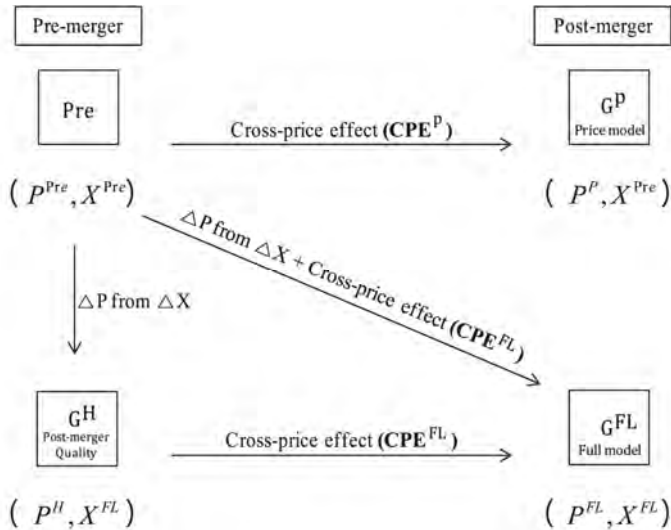 Pre-merger
Post-merger
Pre
G^P
Price model
Cross-price effect (CPE^p)
( P^Pre, X^Pre)
( P^P, X^Pre)
△P from △X + Cross-price effect (CPE^FL)
△P from △X
G^H
Post-merger
Quality
G^FL
Full model
Cross-price effect (CPE^FL)
( P^H, X^FL)
( P^FL, X^FL)